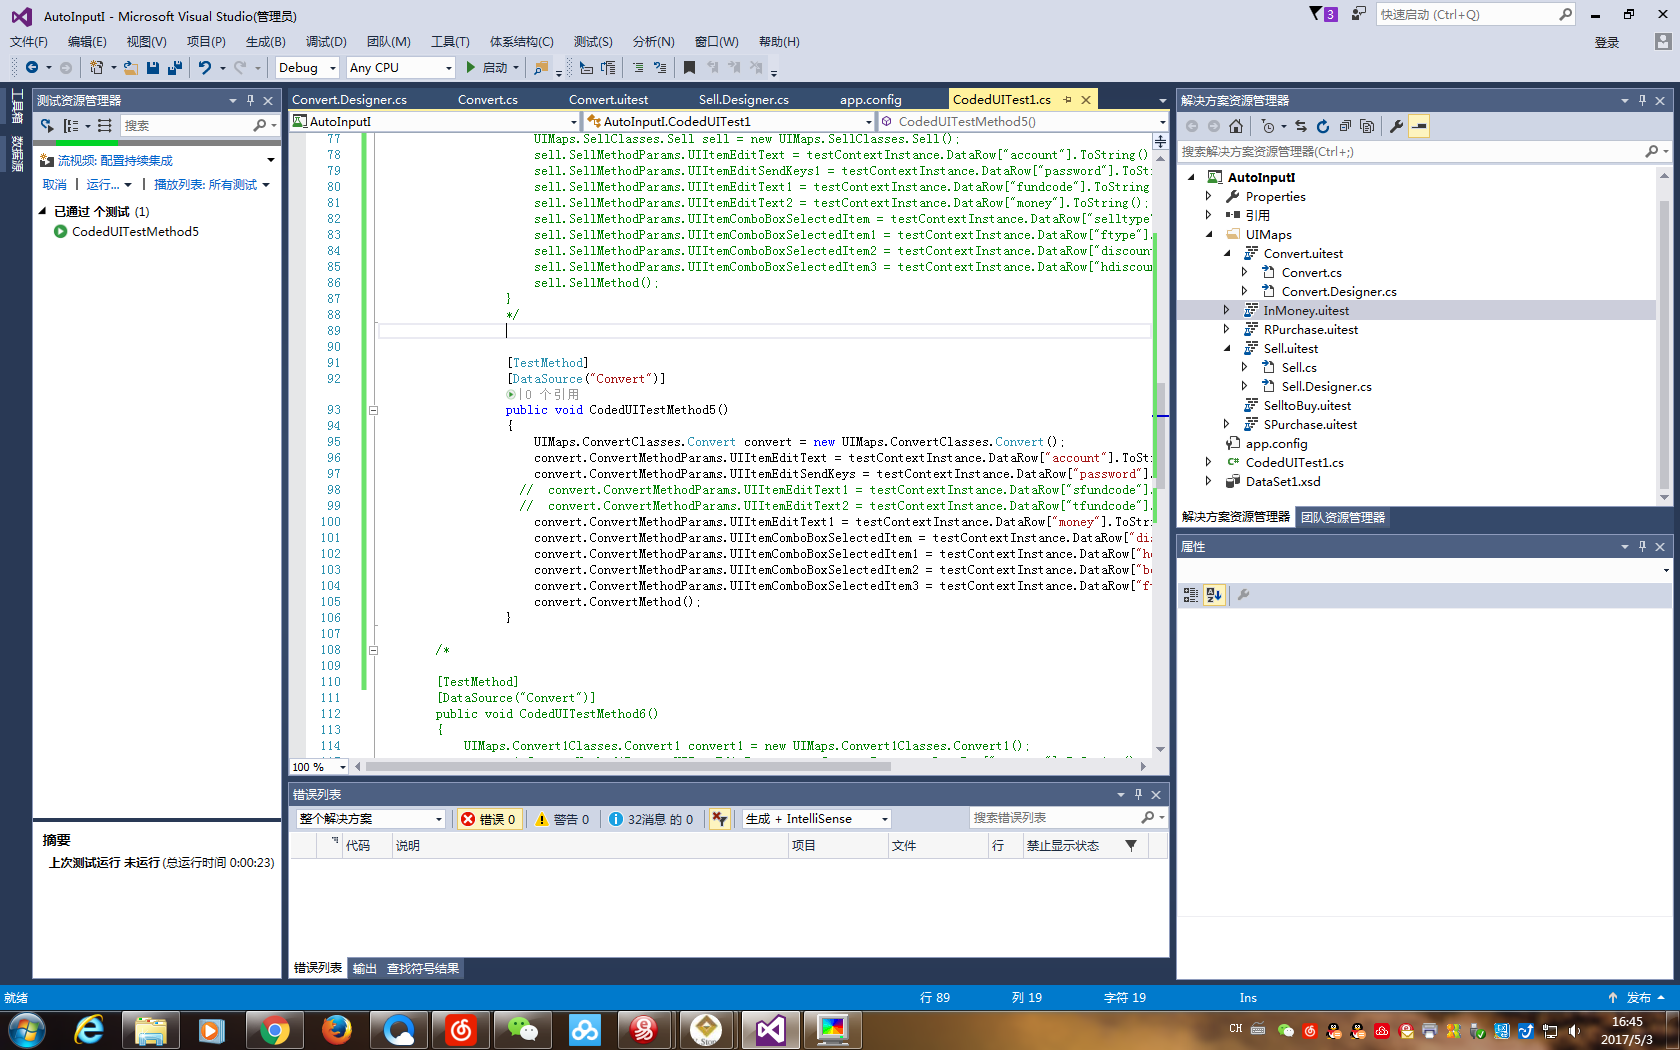 AutoInputI - Microsoft Visual Studio(管理员)
3
快速启动 (Ctrl+Q)
文件(F) 编辑(E) 视图(V) 项目(P) 生成(B) 调试(D) 团队(M) 工具(T) 体系结构(C) 测试(S) 分析(N) 窗口(W) 帮助(H)
登录
Debug
Any CPU
启动
工具箱
数据源
测试资源管理器
搜索
流视频: 配置持续集成
取消 运行... 播放列表: 所有测试
已通过 个测试 (1)
CodedUITestMethod5
摘要
上次测试运行 未运行 (总运行时间 0:00:23)
Convert.Designer.cs Convert.cs Convert.uitest Sell.Designer.cs app.config CodedUITest1.cs
AutoInputI
AutoInputI.CodedUITest1
CodedUITestMethod5()
77 UIMaps.SellClasses.Sell sell = new UIMaps.SellClasses.Sell();
78 sell.SellMethodParams.UIItemEditText = testContextInstance.DataRow["account"].ToString()
79 sell.SellMethodParams.UIItemEditSendKeys1 = testContextInstance.DataRow["password"].ToStr
80 sell.SellMethodParams.UIItemEditText1 = testContextInstance.DataRow["fundcode"].ToString
81 sell.SellMethodParams.UIItemEditText2 = testContextInstance.DataRow["money"].ToString();
82 sell.SellMethodParams.UIItemComboBoxSelectedItem = testContextInstance.DataRow["selltype"
83 sell.SellMethodParams.UIItemComboBoxSelectedItem1 = testContextInstance.DataRow["ftype"].
84 sell.SellMethodParams.UIItemComboBoxSelectedItem2 = testContextInstance.DataRow["discoun
85 sell.SellMethodParams.UIItemComboBoxSelectedItem3 = testContextInstance.DataRow["hdiscou
86 sell.SellMethod();
87 }
88 */
89
90
91 [TestMethod]
92 [DataSource("Convert")]
0 个引用
93 public void CodedUITestMethod5()
94 {
95 UIMaps.ConvertClasses.Convert convert = new UIMaps.ConvertClasses.Convert();
96 convert.ConvertMethodParams.UIItemEditText = testContextInstance.DataRow["account"].ToStr
97 convert.ConvertMethodParams.UIItemEditSendKeys = testContextInstance.DataRow["password"].
98 // convert.ConvertMethodParams.UIItemEditText1 = testContextInstance.DataRow["sfundcode"].
99 // convert.ConvertMethodParams.UIItemEditText2 = testContextInstance.DataRow["tfundcode"].
100 convert.ConvertMethodParams.UIItemEditText1 = testContextInstance.DataRow["money"].ToStri
101 convert.ConvertMethodParams.UIItemComboBoxSelectedItem = testContextInstance.DataRow["di
102 convert.ConvertMethodParams.UIItemComboBoxSelectedItem1 = testContextInstance.DataRow["h
103 convert.ConvertMethodParams.UIItemComboBoxSelectedItem2 = testContextInstance.DataRow["b
104 convert.ConvertMethodParams.UIItemComboBoxSelectedItem3 = testContextInstance.DataRow["f
105 convert.ConvertMethod();
106 }
107
108 /*
109
110 [TestMethod]
111 [DataSource("Convert")]
112 public void CodedUITestMethod6()
113 {
114 UIMaps.Convert1Classes.Convert1 convert1 = new UIMaps.Convert1Classes.Convert1();
100 %
错误列表
整个解决方案
错误 0
警告 0
32消息 的 0
生成 + IntelliSense
搜索错误列表
代码 说明 项目 文件 行 禁止显示状态
错误列表 输出 查找符号结果
解决方案资源管理器
搜索解决方案资源管理器(Ctrl+;)
AutoInputI
Properties
引用
UIMaps
Convert.uitest
Convert.cs
Convert.Designer.cs
InMoney.uitest
RPurchase.uitest
Sell.uitest
Sell.cs
Sell.Designer.cs
SelltoBuy.uitest
SPurchase.uitest
app.config
CodedUITest1.cs
DataSet1.xsd
解决方案资源管理器 团队资源管理器
属性
就绪
行 89 列 19 字符 19 Ins
发布
CH
16:45
2017/5/3